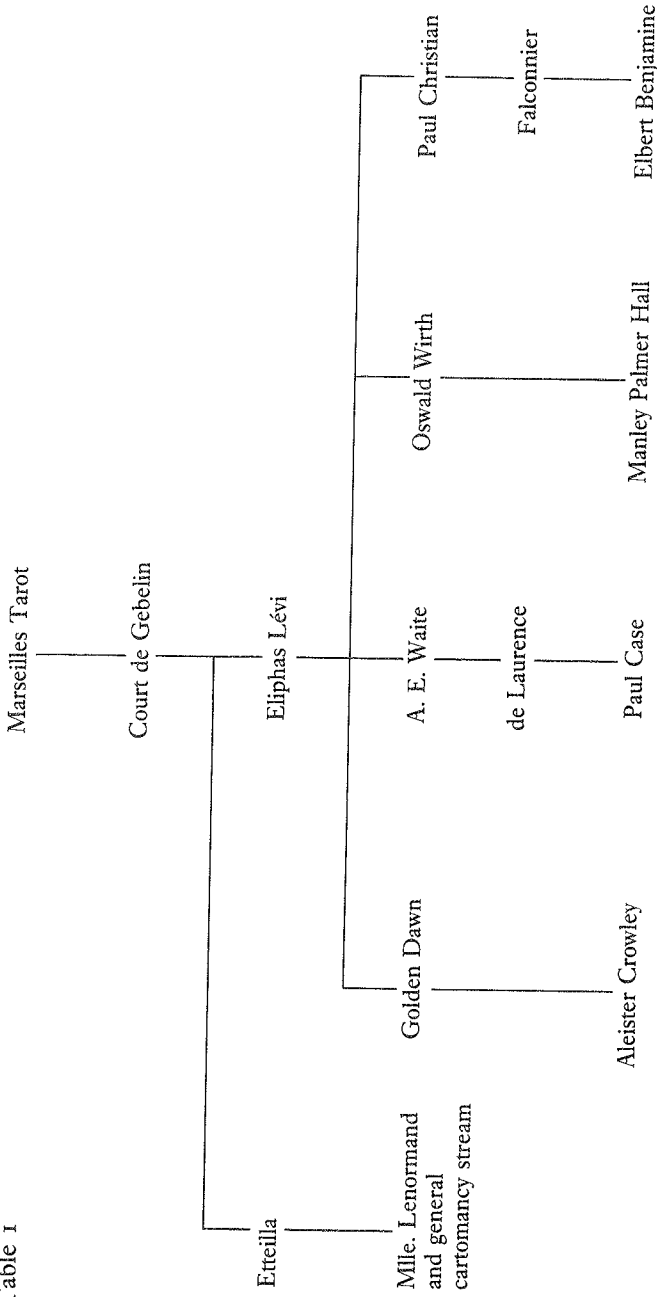 Table 1
Marseilles Tarot
Court de Gebelin
Etteilla
Eliphas Lévi
Mlle. Lenormand
and general
cartomancy stream
Golden Dawn
A. E. Waite
Oswald Wirth
Paul Christian
de Laurence
Falconnier
Aleister Crowley
Paul Case
Manley Palmer Hall
Elbert Benjamine